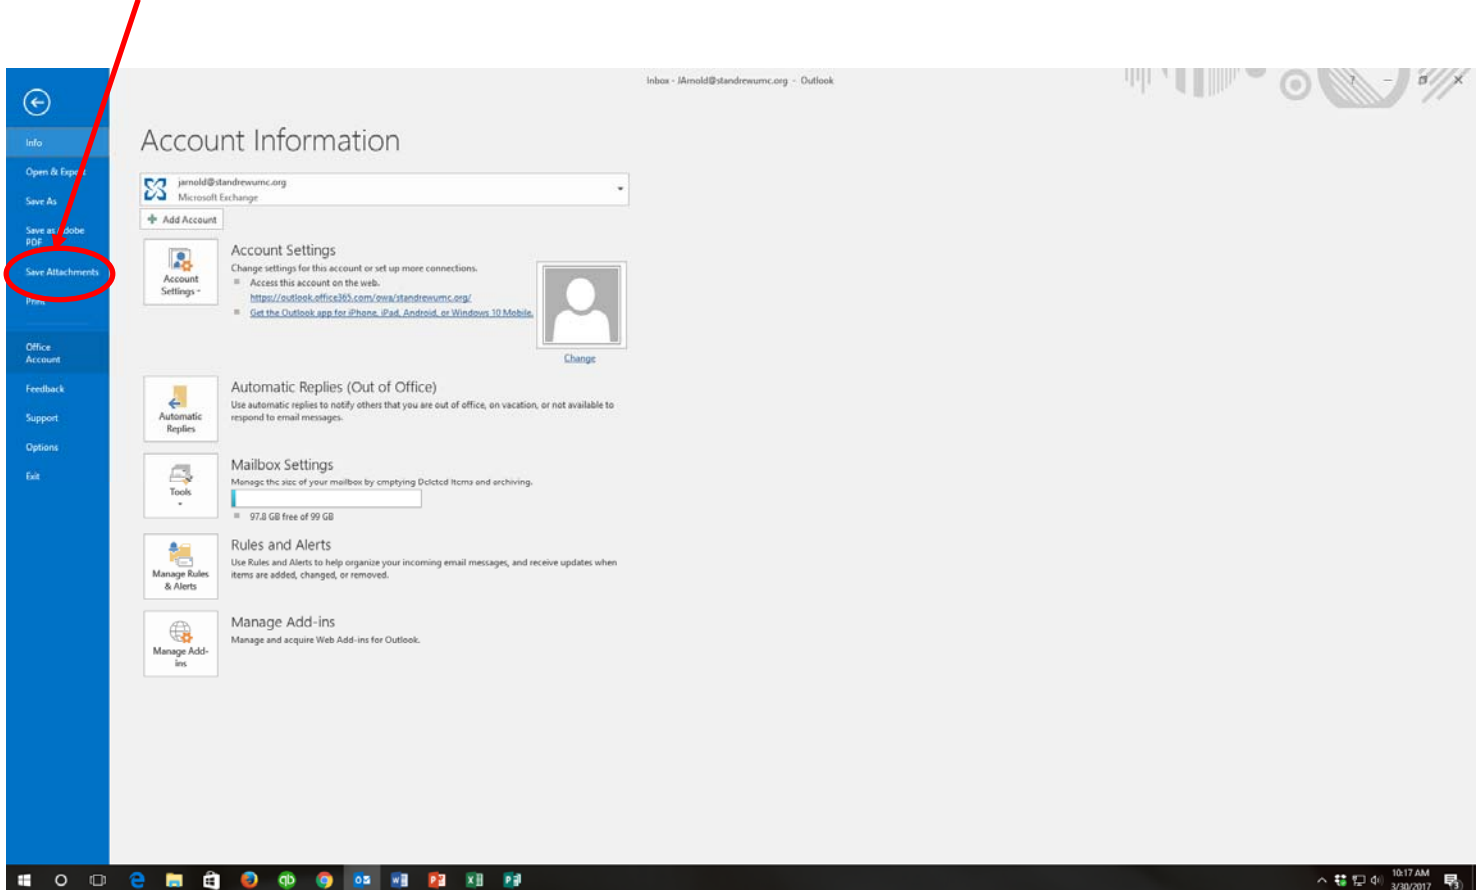 Inbox - JArnold@standrewumc.org - Outlook
?
Info
Open & Export
Save As
Save as Adobe
PDF
Save Attachments
Print
Office
Account
Feedback
Support
Options
Exit
Account Information
jarnold@standrewumc.org
Microsoft Exchange
Add Account
Account
Settings
Account Settings
Change settings for this account or set up more connections.
Access this account on the web.
https://outlook.office365.com/owa/standrewumc.org/
Get the Outlook app for iPhone, iPad, Android, or Windows 10 Mobile.
Change
Automatic
Replies
Automatic Replies (Out of Office)
Use automatic replies to notify others that you are out of office, on vacation, or not available to
respond to email messages.
Tools
Mailbox Settings
Manage the size of your mailbox by emptying Deleted Items and archiving.
97.8 GB free of 99 GB
Manage Rules
& Alerts
Rules and Alerts
Use Rules and Alerts to help organize your incoming email messages, and receive updates when
items are added, changed, or removed.
Manage Add-
ins
Manage Add-ins
Manage and acquire Web Add-ins for Outlook.
10:17 AM
3/30/2017